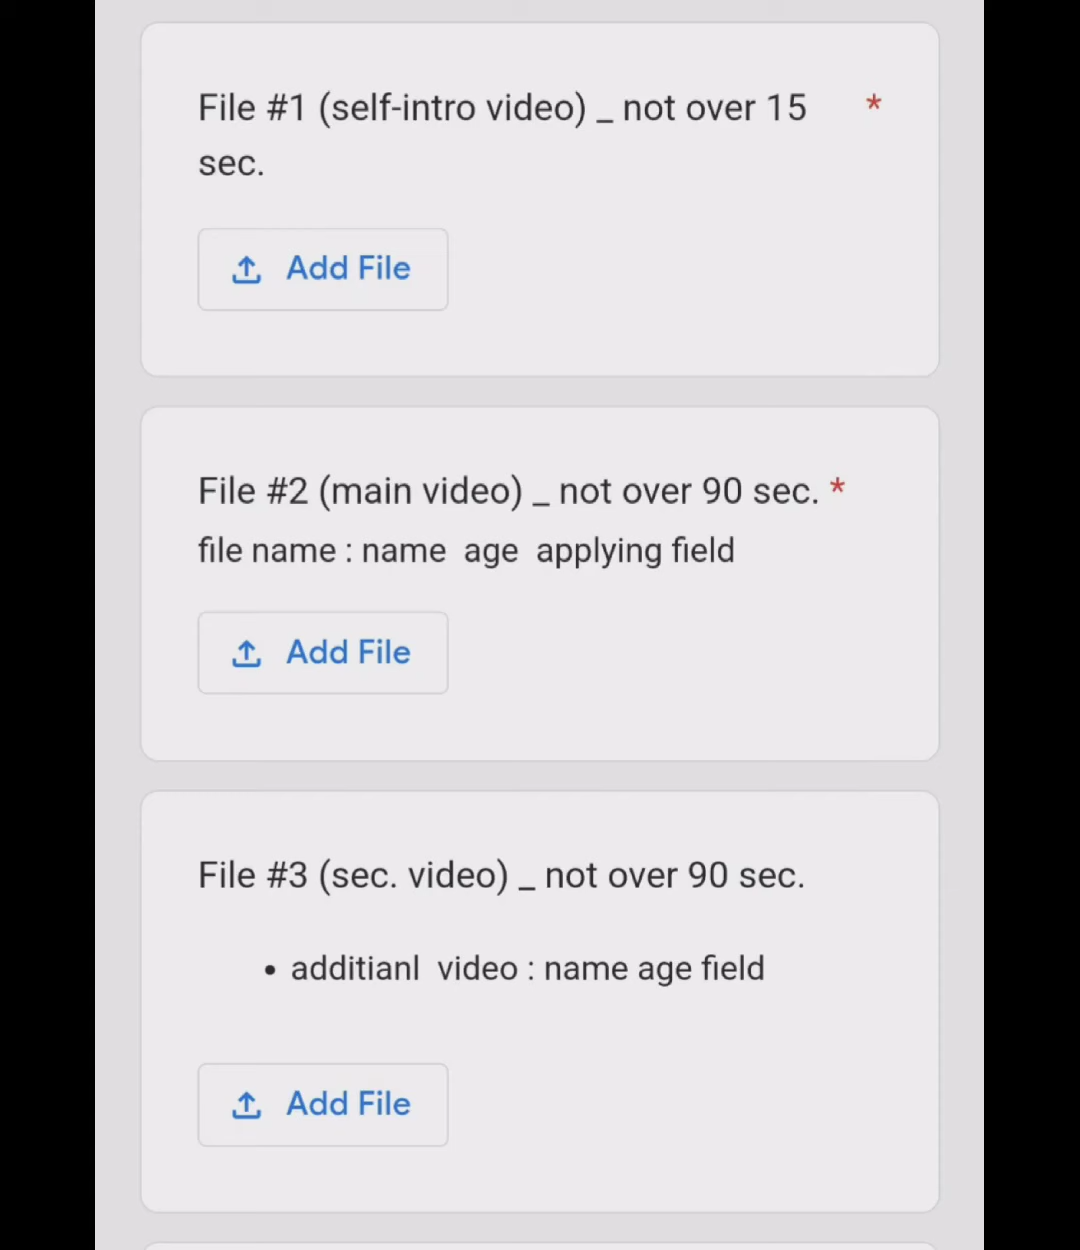 File #1 (self-intro video) _ not over 15 *
sec.
Add File
File #2 (main video) _ not over 90 sec. *
file name : name  age  applying field
Add File
File #3 (sec. video) _ not over 90 sec.
• additianl  video : name age field
Add File